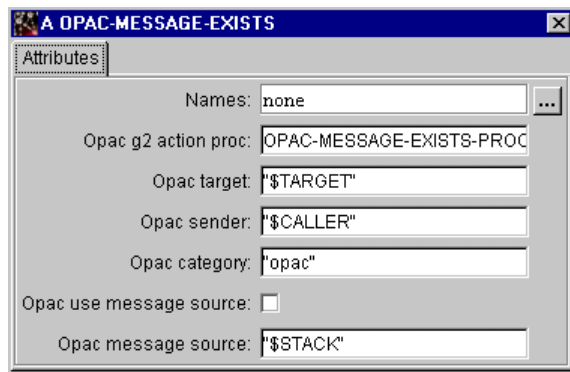 A OPAC-MESSAGE-EXISTS
Attributes
Names: none ...
Opac g2 action proc: OPAC-MESSAGE-EXISTS-PROC
Opac target: "$TARGET"
Opac sender: "$CALLER"
Opac category: "opac"
Opac use message source:
Opac message source: "$STACK"